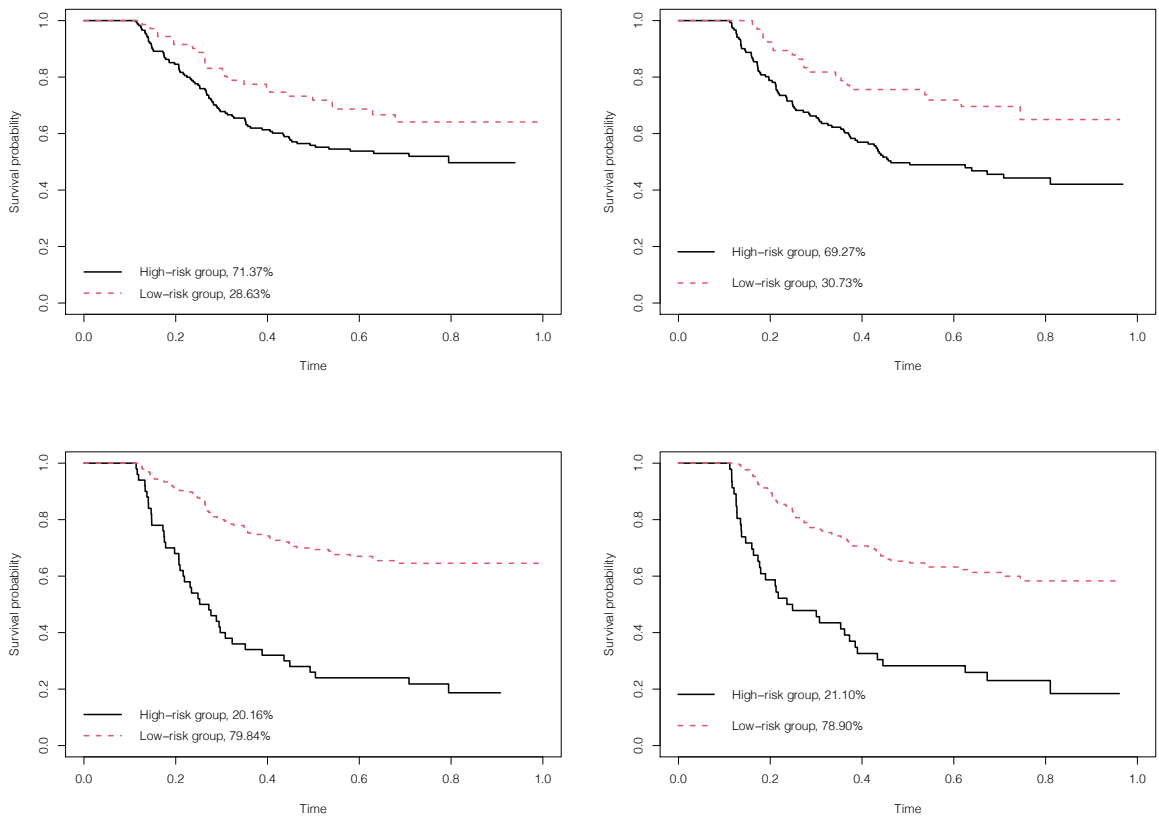 Survival probability
1.0
0.8
0.6
0.4
0.2
0.0
High−risk group, 71.37%
Low−risk group, 28.63%
0.0 0.2 0.4 0.6 0.8 1.0
Time
Survival probability
1.0
0.8
0.6
0.4
0.2
0.0
High−risk group, 69.27%
Low−risk group, 30.73%
0.0 0.2 0.4 0.6 0.8 1.0
Time
Survival probability
1.0
0.8
0.6
0.4
0.2
0.0
High−risk group, 20.16%
Low−risk group, 79.84%
0.0 0.2 0.4 0.6 0.8 1.0
Time
Survival probability
1.0
0.8
0.6
0.4
0.2
0.0
High−risk group, 21.10%
Low−risk group, 78.90%
0.0 0.2 0.4 0.6 0.8 1.0
Time